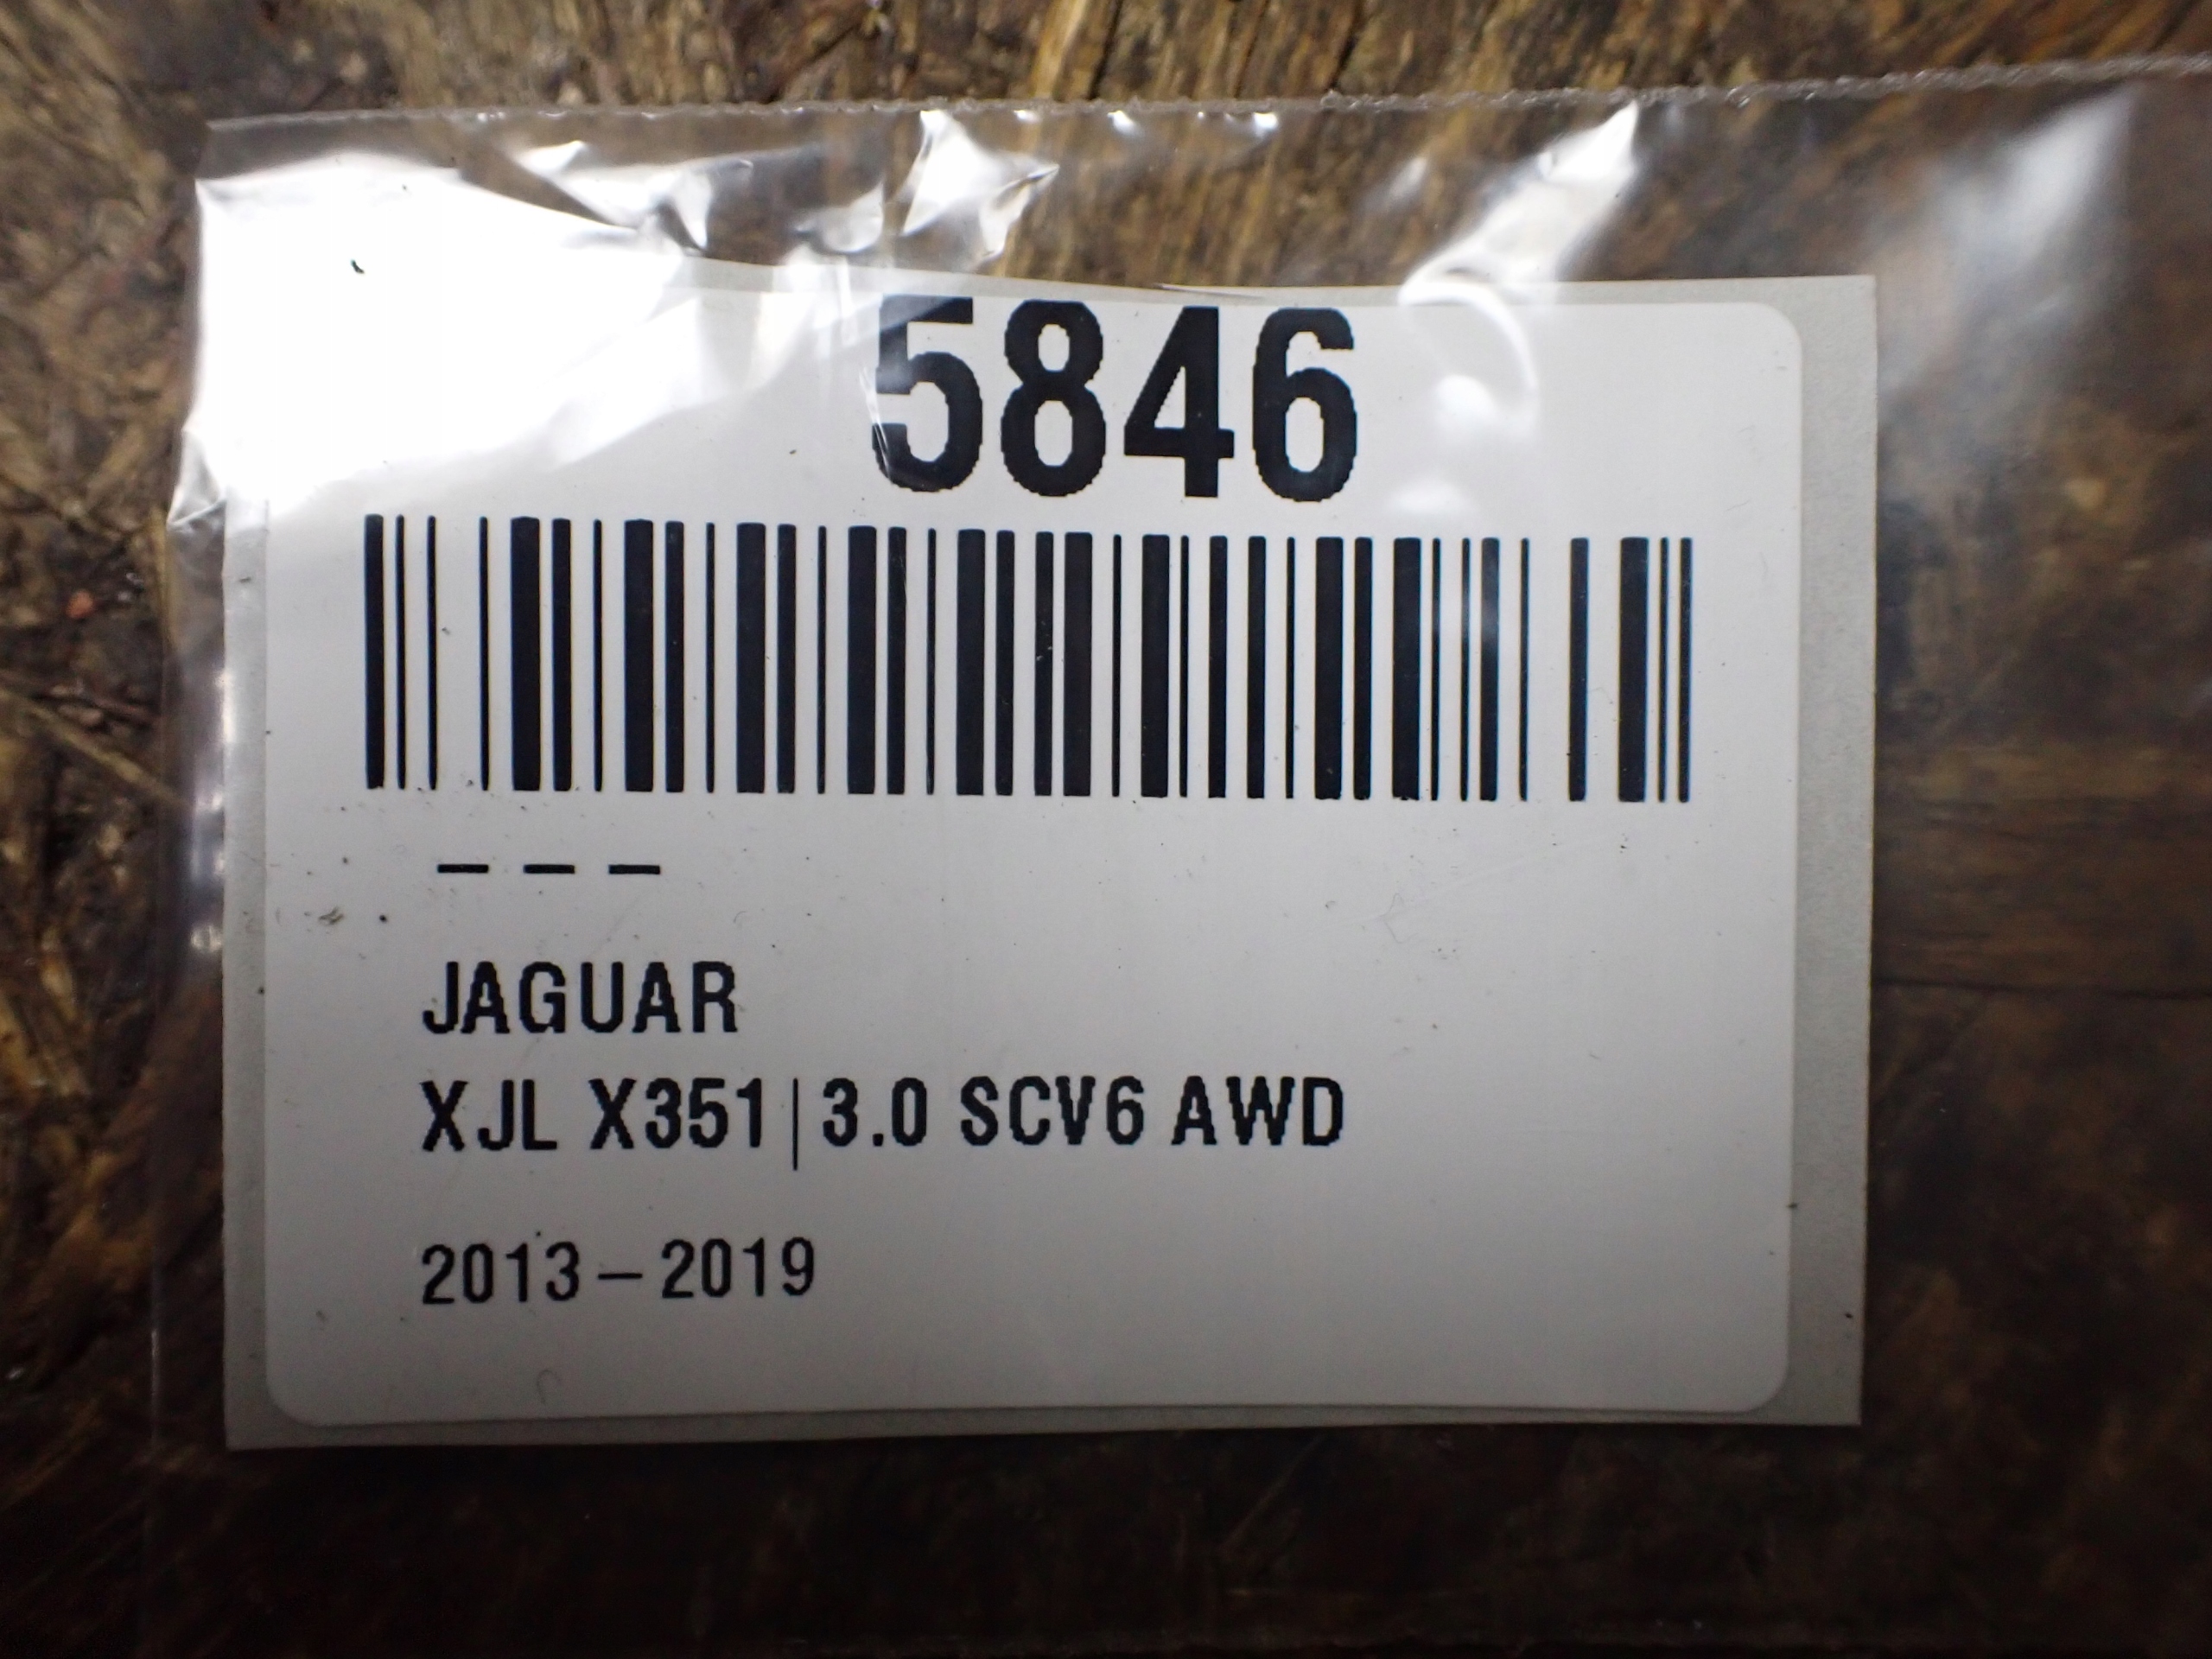 5846
– – –
JAGUAR
XJL X351|3.0 SCV6 AWD
2013–2019